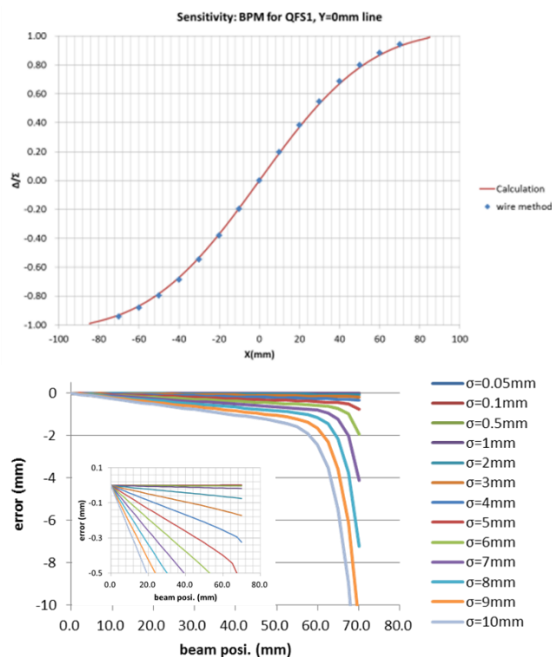 Sensitivity: BPM for QFS1, Y=0mm line
1.00
0.80
0.60
0.40
0.20
0.00
-0.20
-0.40
-0.60
-0.80
-1.00
Δ/Σ
-100 -80 -60 -40 -20 0 20 40 60 80 100
X(mm)
Calculation
wire method
0
-2
-4
-6
-8
-10
error (mm)
0.0 10.0 20.0 30.0 40.0 50.0 60.0 70.0 80.0
beam posi. (mm)
0.1
-0.1
-0.3
-0.5
error (mm)
0.0 20.0 40.0 60.0 80.0
beam posi. (mm)
σ=0.05mm
σ=0.1mm
σ=0.5mm
σ=1mm
σ=2mm
σ=3mm
σ=4mm
σ=5mm
σ=6mm
σ=7mm
σ=8mm
σ=9mm
σ=10mm